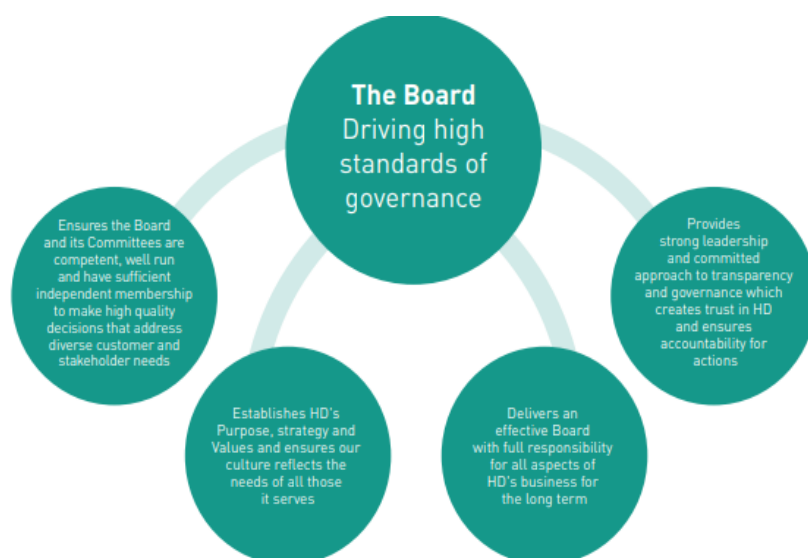 The Board
Driving high
standards of
governance
Ensures the Board
and its Committees are
competent, well run
and have sufficient
independent membership
to make high quality
decisions that address
diverse customer and
stakeholder needs
Establishes HD's
Purpose, strategy and
Values and ensures our
culture reflects the
needs of all those
it serves
Delivers an
effective Board
with full responsibility
for all aspects of
HD's business for
the long term
Provides
strong leadership
and committed
approach to transparency
and governance which
creates trust in HD
and ensures
accountability for
actions